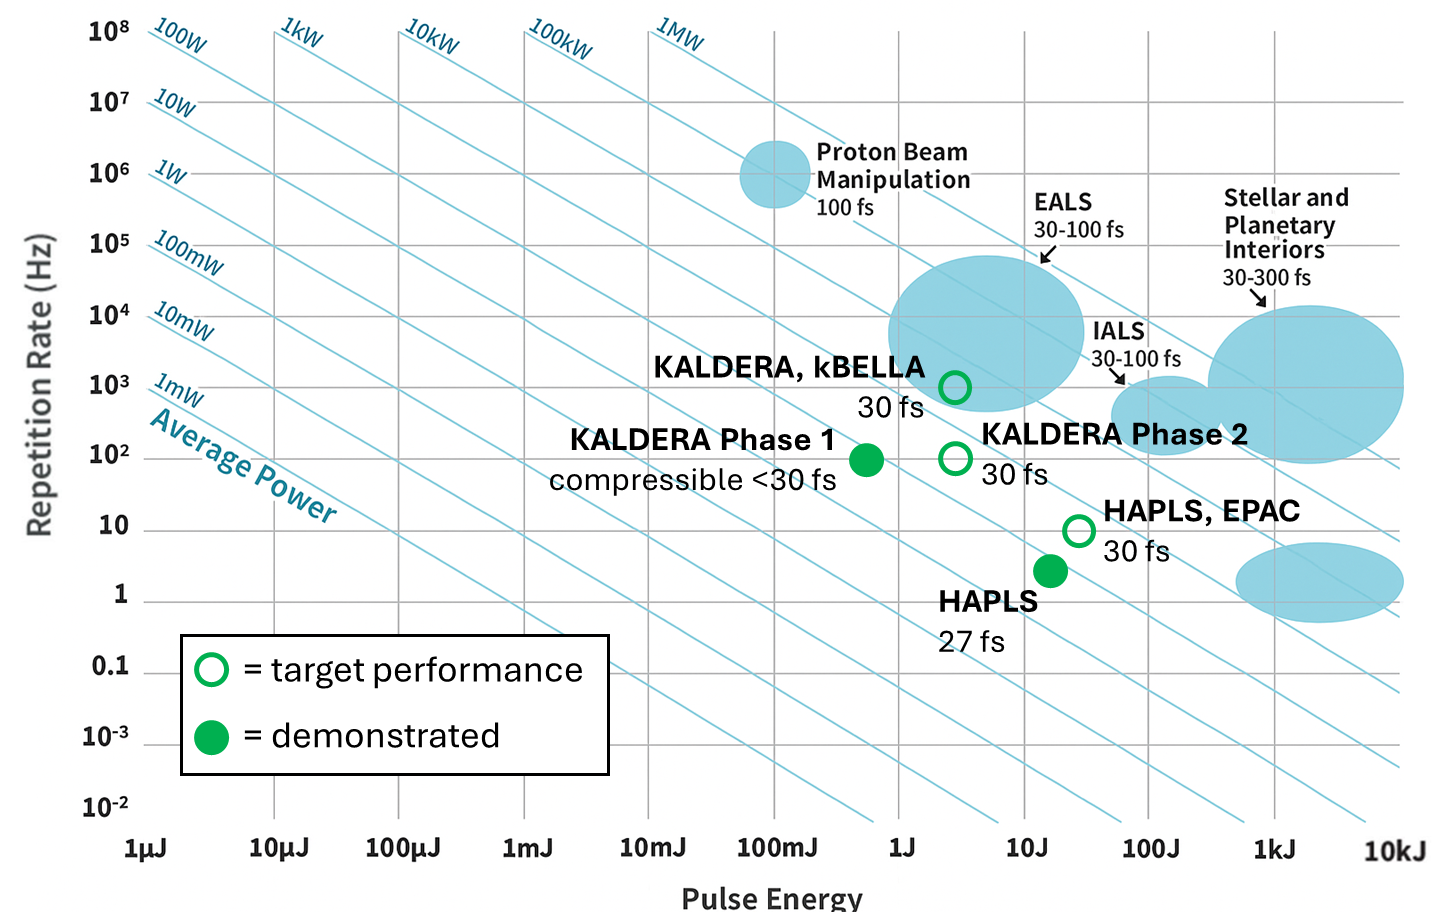 100W
1kW
10kW
100kW
1MW
10W
1W
100mW
10mW
1mW
Average Power
Repetition Rate (Hz)
10⁸
10⁷
10⁶
10⁵
10⁴
10³
10²
10
1
0.1
10⁻³
10⁻²
Proton Beam
Manipulation
100 fs
EALS
30-100 fs
Stellar and
Planetary
Interiors
30-300 fs
IALS
30-100 fs
KALDERA, kBELLA
30 fs
KALDERA Phase 1
compressible <30 fs
KALDERA Phase 2
30 fs
HAPLS, EPAC
30 fs
HAPLS
27 fs
= target performance
= demonstrated
1µJ
10µJ
100µJ
1mJ
10mJ
100mJ
1J
10J
100J
1kJ
10kJ
Pulse Energy